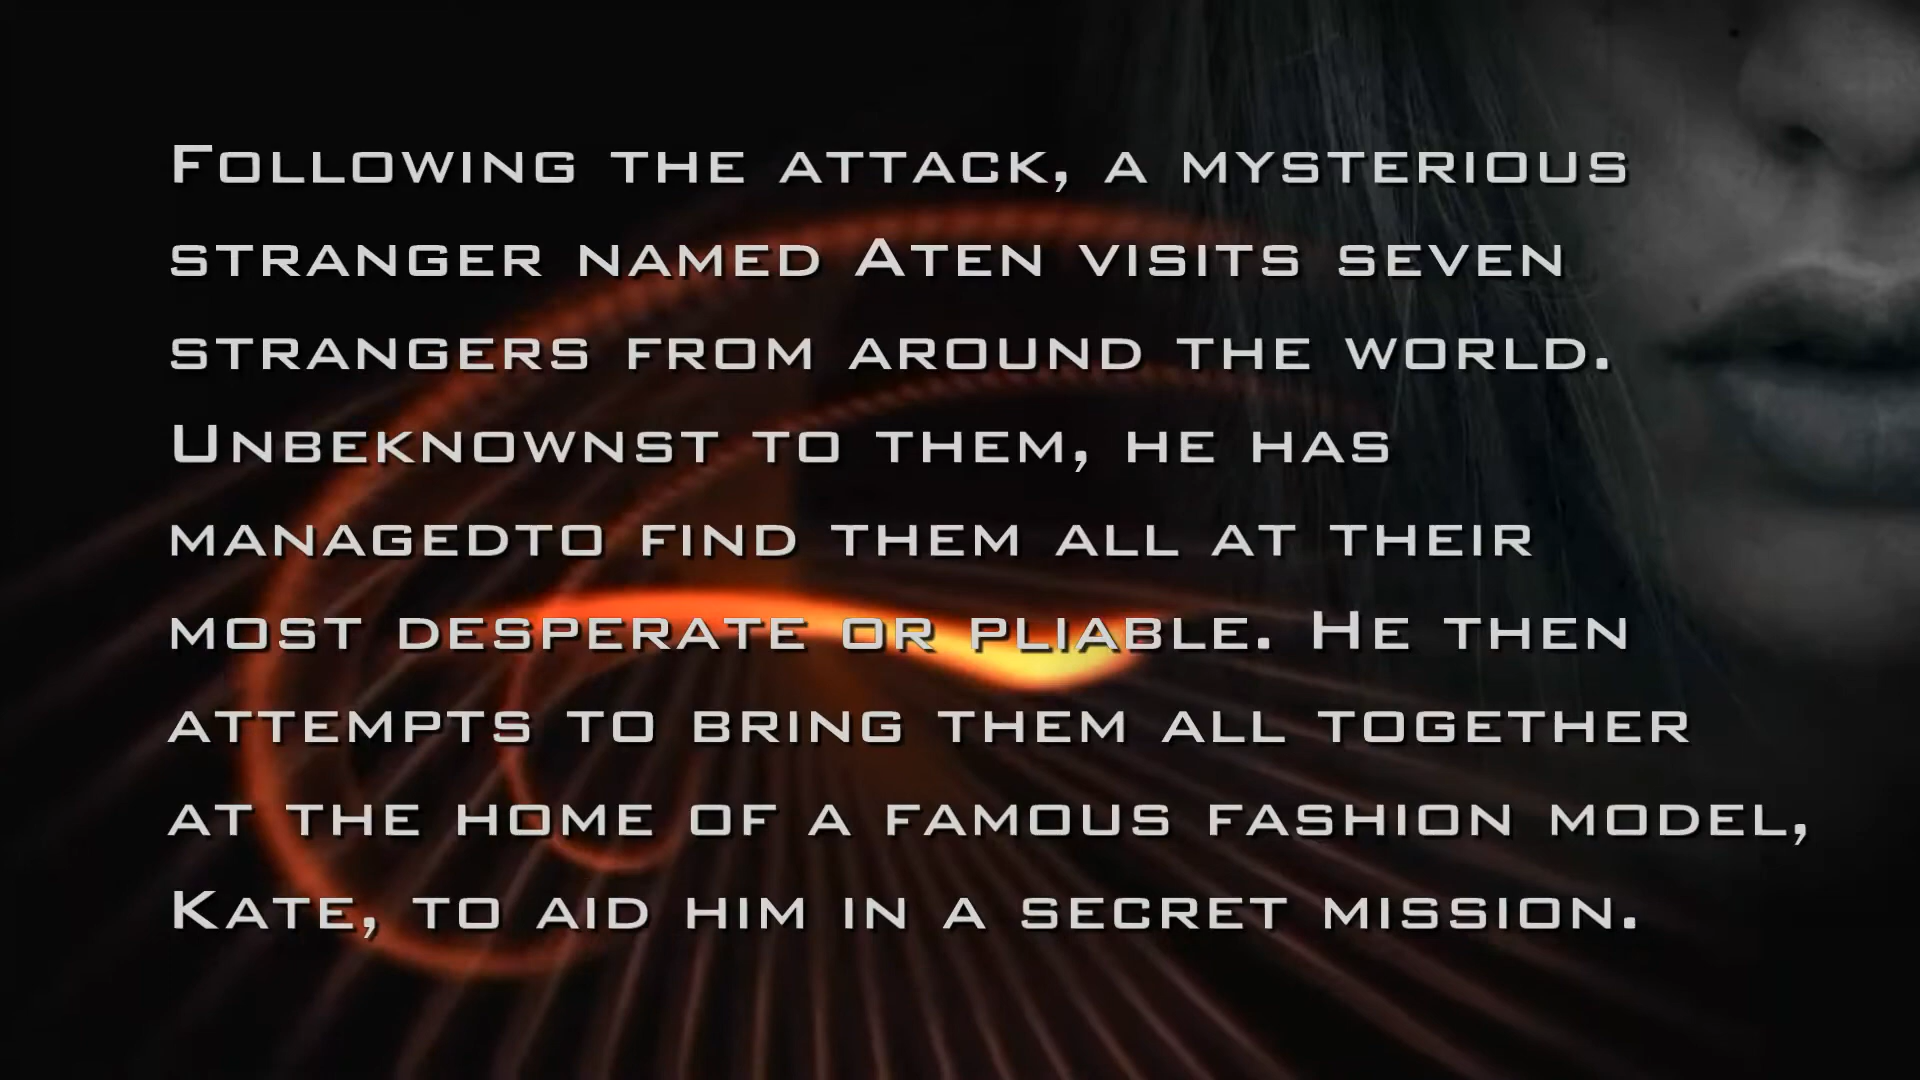 Following the attack, a mysterious
stranger named Aten visits seven
strangers from around the world.
Unbeknownst to them, he has
managedto find them all at their
most desperate or pliable. He then
attempts to bring them all together
at the home of a famous fashion model,
Kate, to aid him in a secret mission.